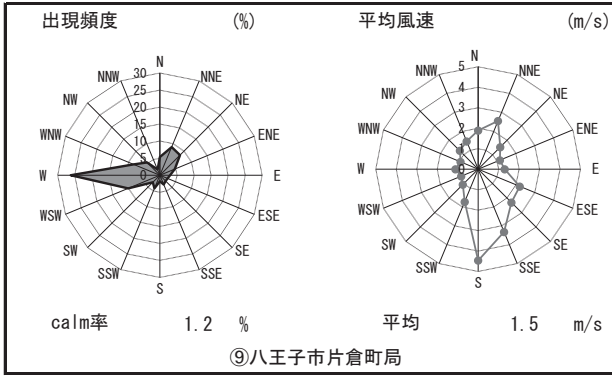 出現頻度 (%)
N
NNE
NE
ENE
E
ESE
SE
SSE
S
SSW
SW
WSW
W
WNW
NW
NNW
30
25
20
15
10
5
0
calm率 1.2 %
平均風速 (m/s)
N
NNE
NE
ENE
E
ESE
SE
SSE
S
SSW
SW
WSW
W
WNW
NW
NNW
5
4
3
2
1
0
平均 1.5 m/s
⑨八王子市片倉町局